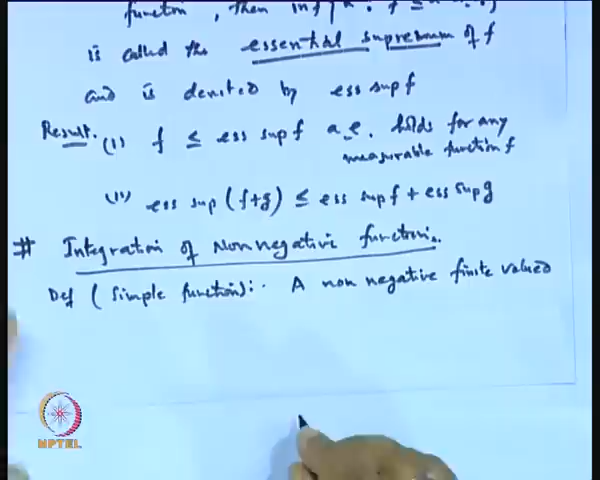 function, then inf {α : f ≤ α
is called the essential supremum of f
and is denoted by ess sup f
Result. (i) f ≤ ess sup f a.e. holds for any
measurable function f
(ii) ess sup (f+g) ≤ ess sup f + ess sup g
# Integration of Nonnegative functions.
Def (Simple function): A non negative finite valued
NPTEL